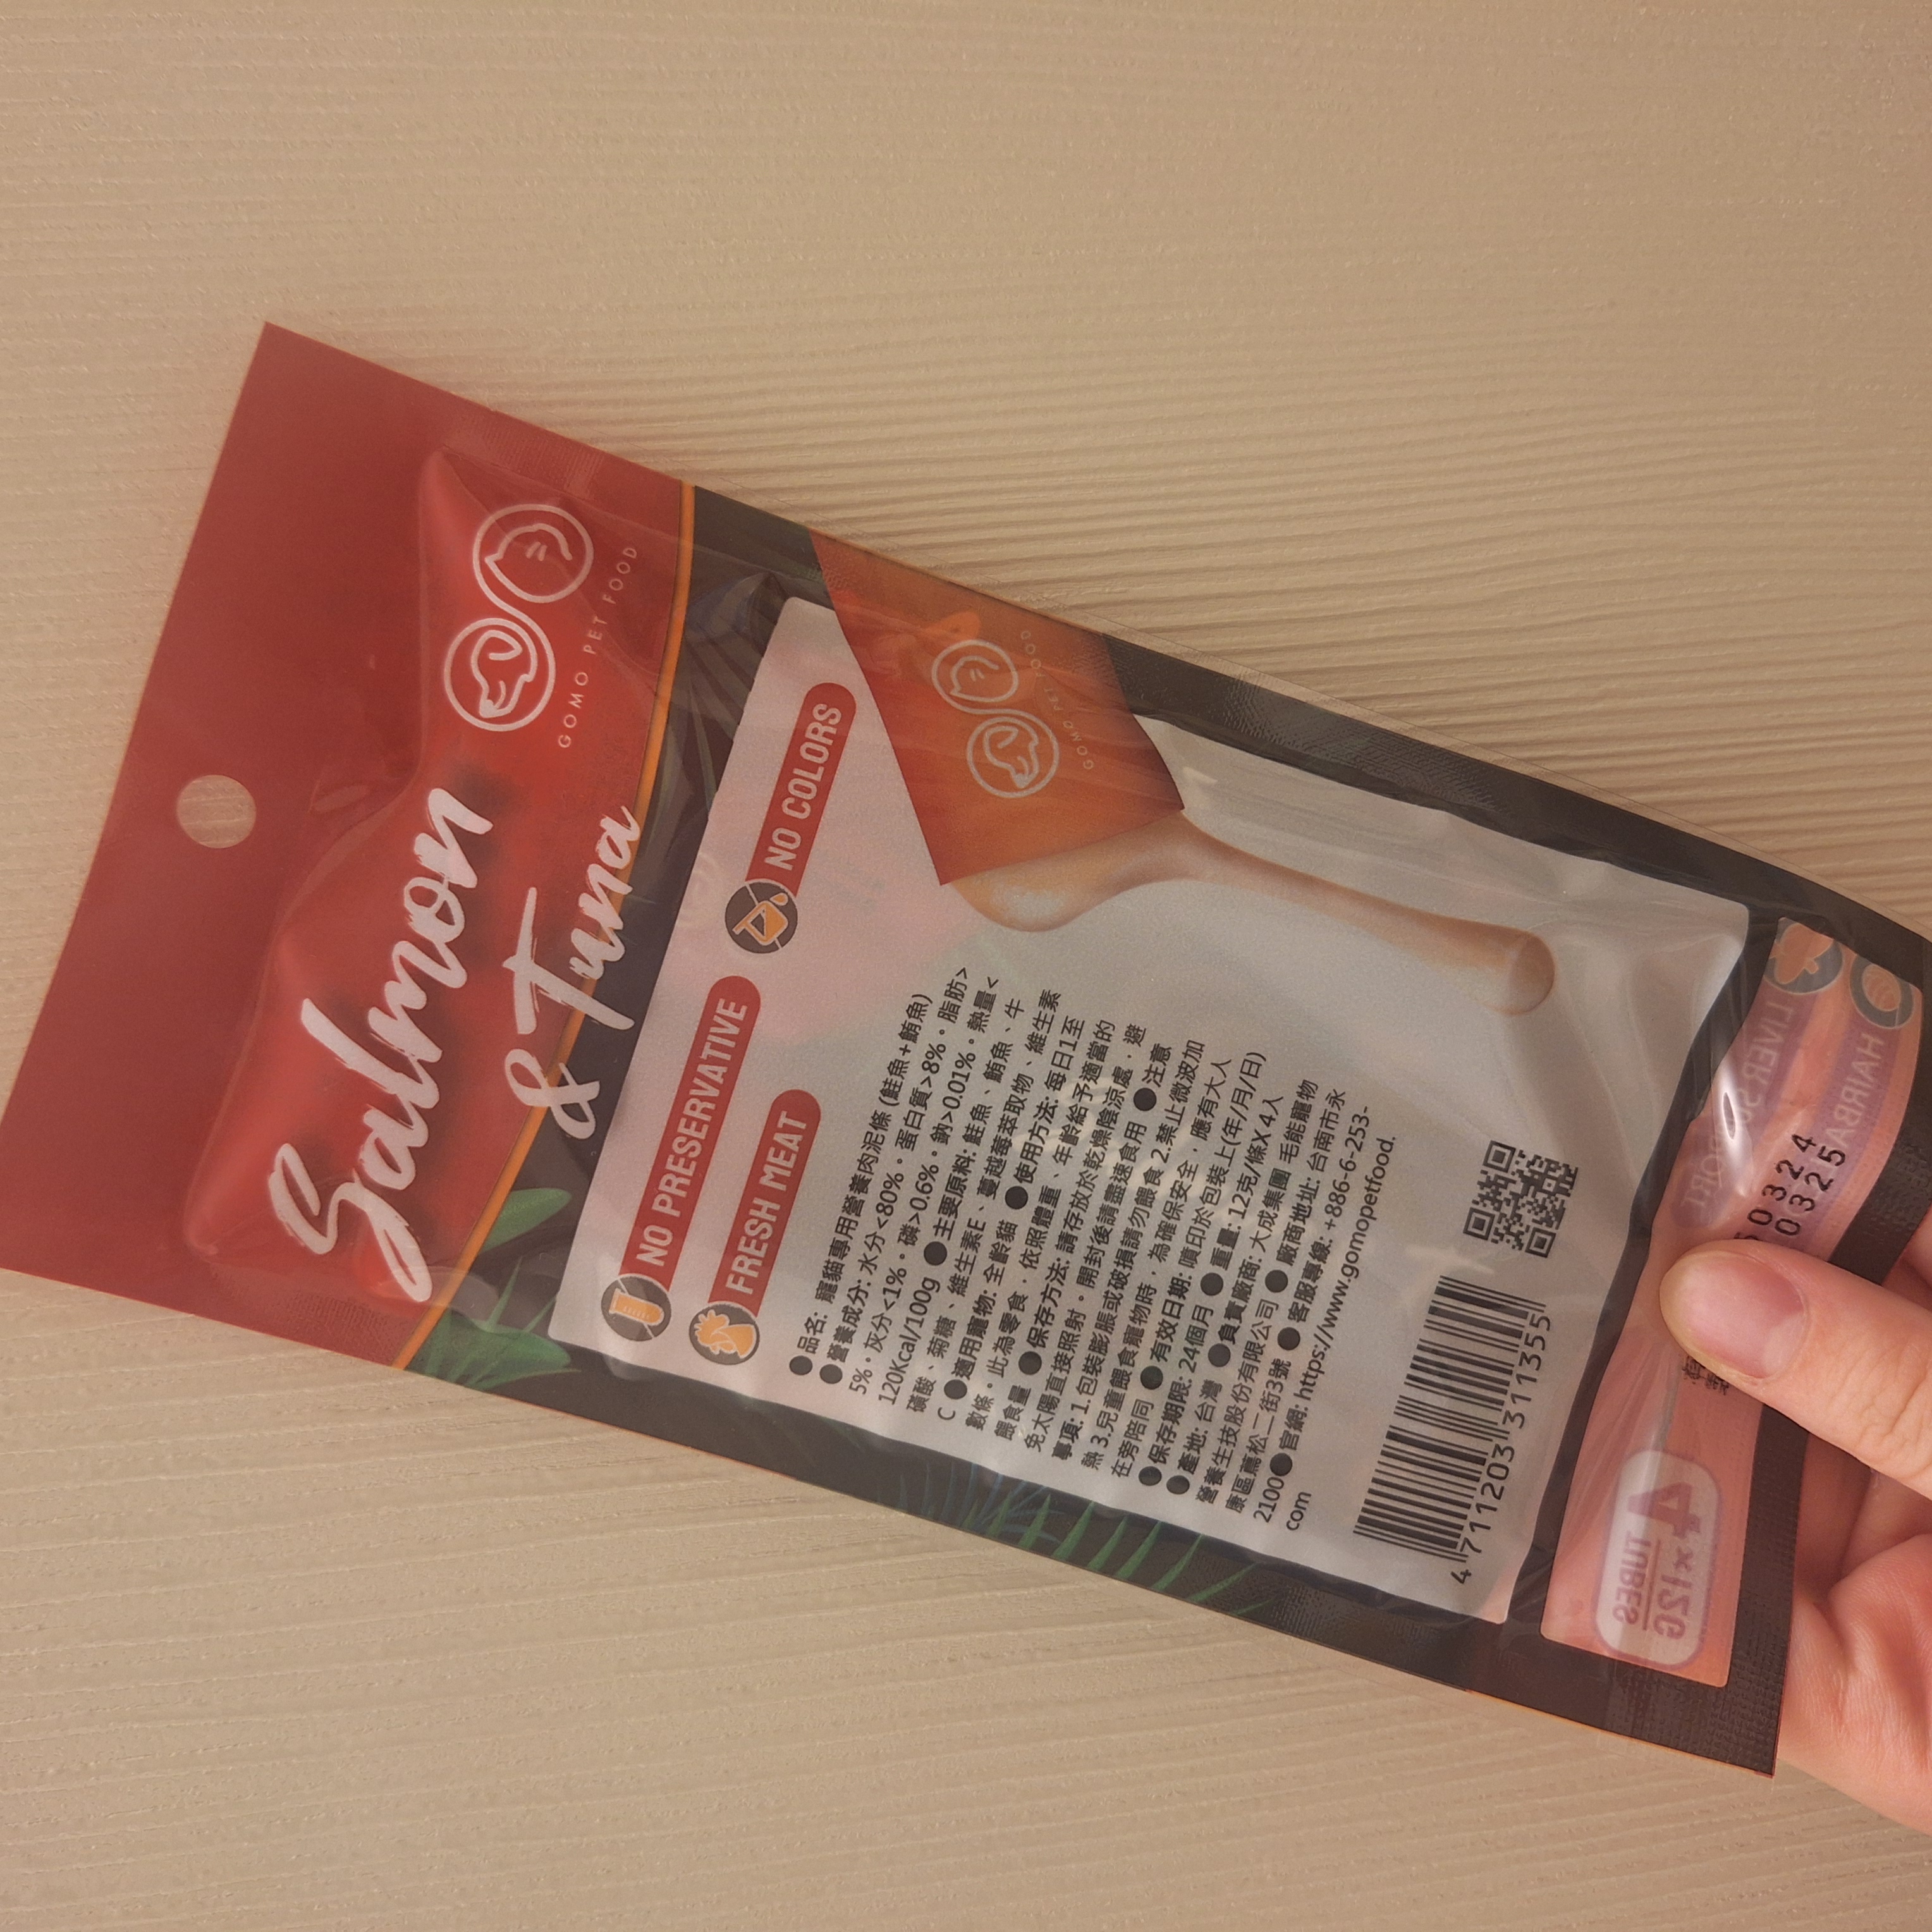 Salmon
& Tuna
GOMO PET FOOD
NO PRESERVATIVE
NO COLORS
FRESH MEAT
GOMO PET FOOD
●品名: 寵貓專用營養肉泥條 (鮭魚+鮪魚)
●營養成分: 水分<80%。蛋白質>8%。脂肪>
5%。灰分<1%。磷>0.6%。鈉>0.01%。熱量<
120Kcal/100g ●主要原料: 鮭魚、鮪魚、牛
磺酸、菊糖、維生素E、蔓越莓萃取物、維生素
C ●適用寵物: 全齡貓 ●使用方法: 每日1至
數條。此為零食，依照體重、年齡給予適當的
餵食量 ●保存方法: 請存放於乾燥陰涼處，避
免太陽直接照射。開封後請盡速食用 ●注意
事項: 1.包裝膨脹或破損請勿餵食 2.禁止微波加
熱 3.兒童餵食寵物時，為確保安全，應有大人
在旁陪同 ●有效日期: 噴印於包裝上(年/月/日)
●保存期限: 24個月 ●重量: 12克/條X 4入
●產地: 台灣 ●負責廠商: 大成集團 毛能寵物
營養生技股份有限公司 ●廠商地址: 台南市永
康區蔦松二街3號 ●客服專線: +886-6-253-
2100●官網: https://www.gomopetfood.
com
4 711203 311355
0324
0325
4 × 12G
TUBES
HAIRBA
LIVER